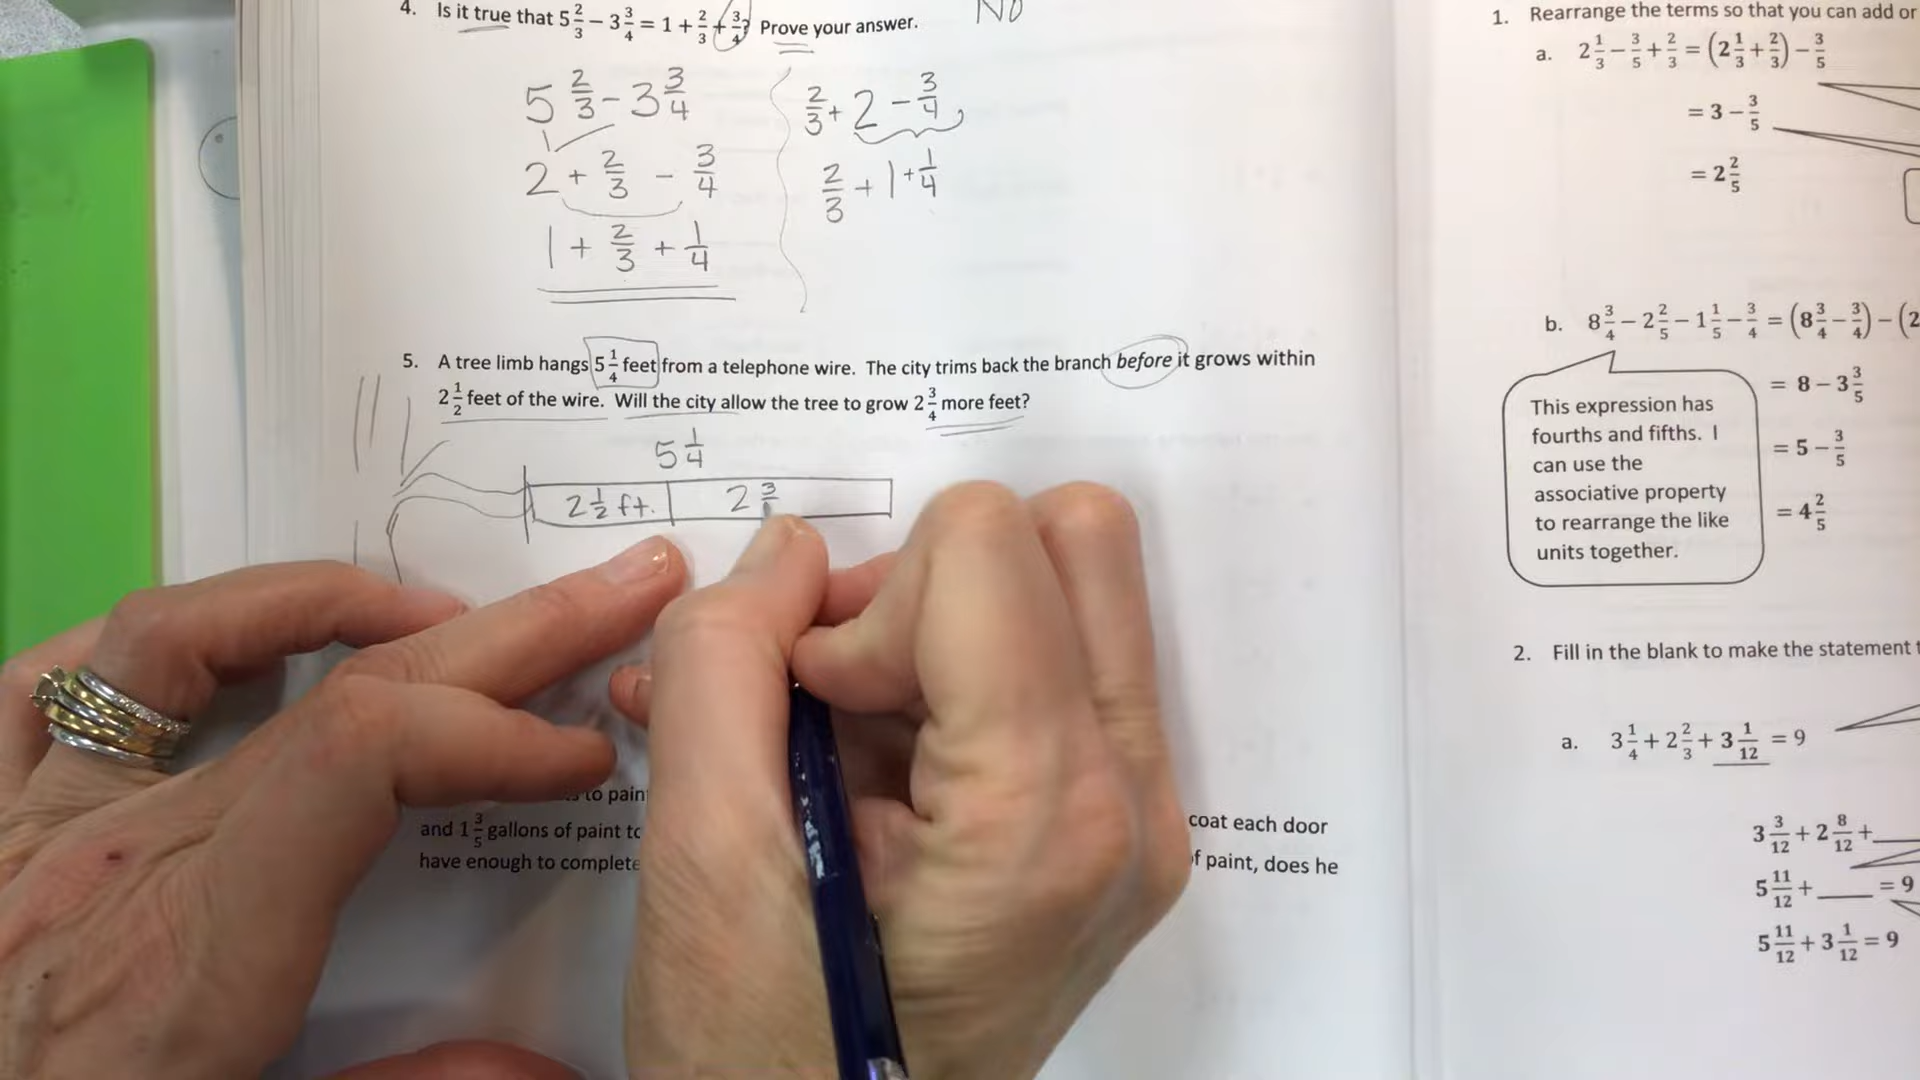 4. Is it true that 5 2/3 − 3 3/4 = 1 + 2/3 + 3/4? Prove your answer. NO
5 2/3 − 3 3/4
2 + 2/3 − 3/4
1 + 2/3 + 1/4
2/3 + 2 − 3/4
2/3 + 1 + 1/4
5. A tree limb hangs 5 1/4 feet from a telephone wire. The city trims back the branch before it grows within
2 1/2 feet of the wire. Will the city allow the tree to grow 2 3/4 more feet?
5 1/4
2 1/2 ft. 2 3
to pain
and 1 3/5 gallons of paint to coat each door
have enough to complete of paint, does he
1. Rearrange the terms so that you can add or
a. 2 1/3 − 3/5 + 2/3 = (2 1/3 + 2/3) − 3/5
= 3 − 3/5
= 2 2/5
b. 8 3/4 − 2 2/5 − 1 1/5 − 3/4 = (8 3/4 − 3/4) − (2
= 8 − 3 3/5
= 5 − 3/5
= 4 2/5
This expression has
fourths and fifths. I
can use the
associative property
to rearrange the like
units together.
2. Fill in the blank to make the statement t
a. 3 1/4 + 2 2/3 + 3 1/12 = 9
3 3/12 + 2 8/12 + ___
5 11/12 + ____ = 9
5 11/12 + 3 1/12 = 9